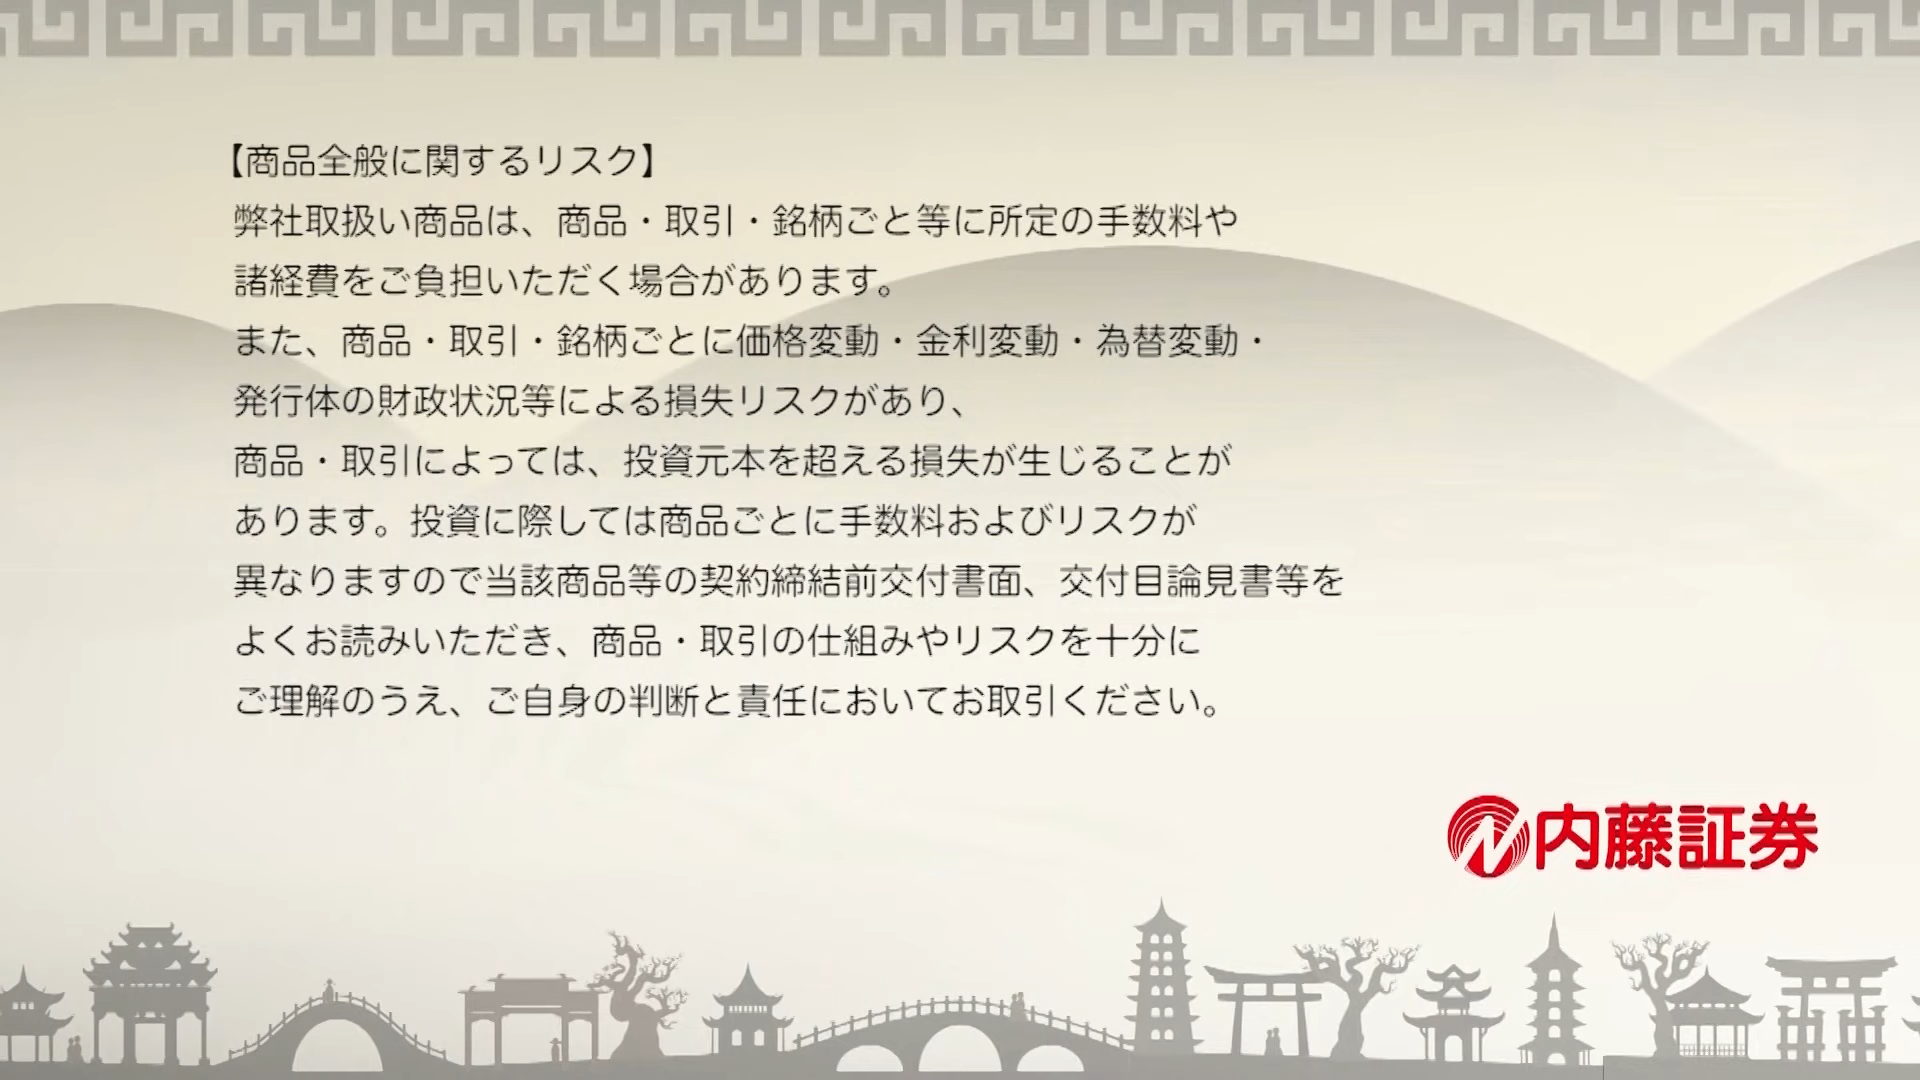 【商品全般に関するリスク】
弊社取扱い商品は、商品・取引・銘柄ごと等に所定の手数料や
諸経費をご負担いただく場合があります。
また、商品・取引・銘柄ごとに価格変動・金利変動・為替変動・
発行体の財政状況等による損失リスクがあり、
商品・取引によっては、投資元本を超える損失が生じることが
あります。投資に際しては商品ごとに手数料およびリスクが
異なりますので当該商品等の契約締結前交付書面、交付目論見書等を
よくお読みいただき、商品・取引の仕組みやリスクを十分に
ご理解のうえ、ご自身の判断と責任においてお取引ください。
内藤証券